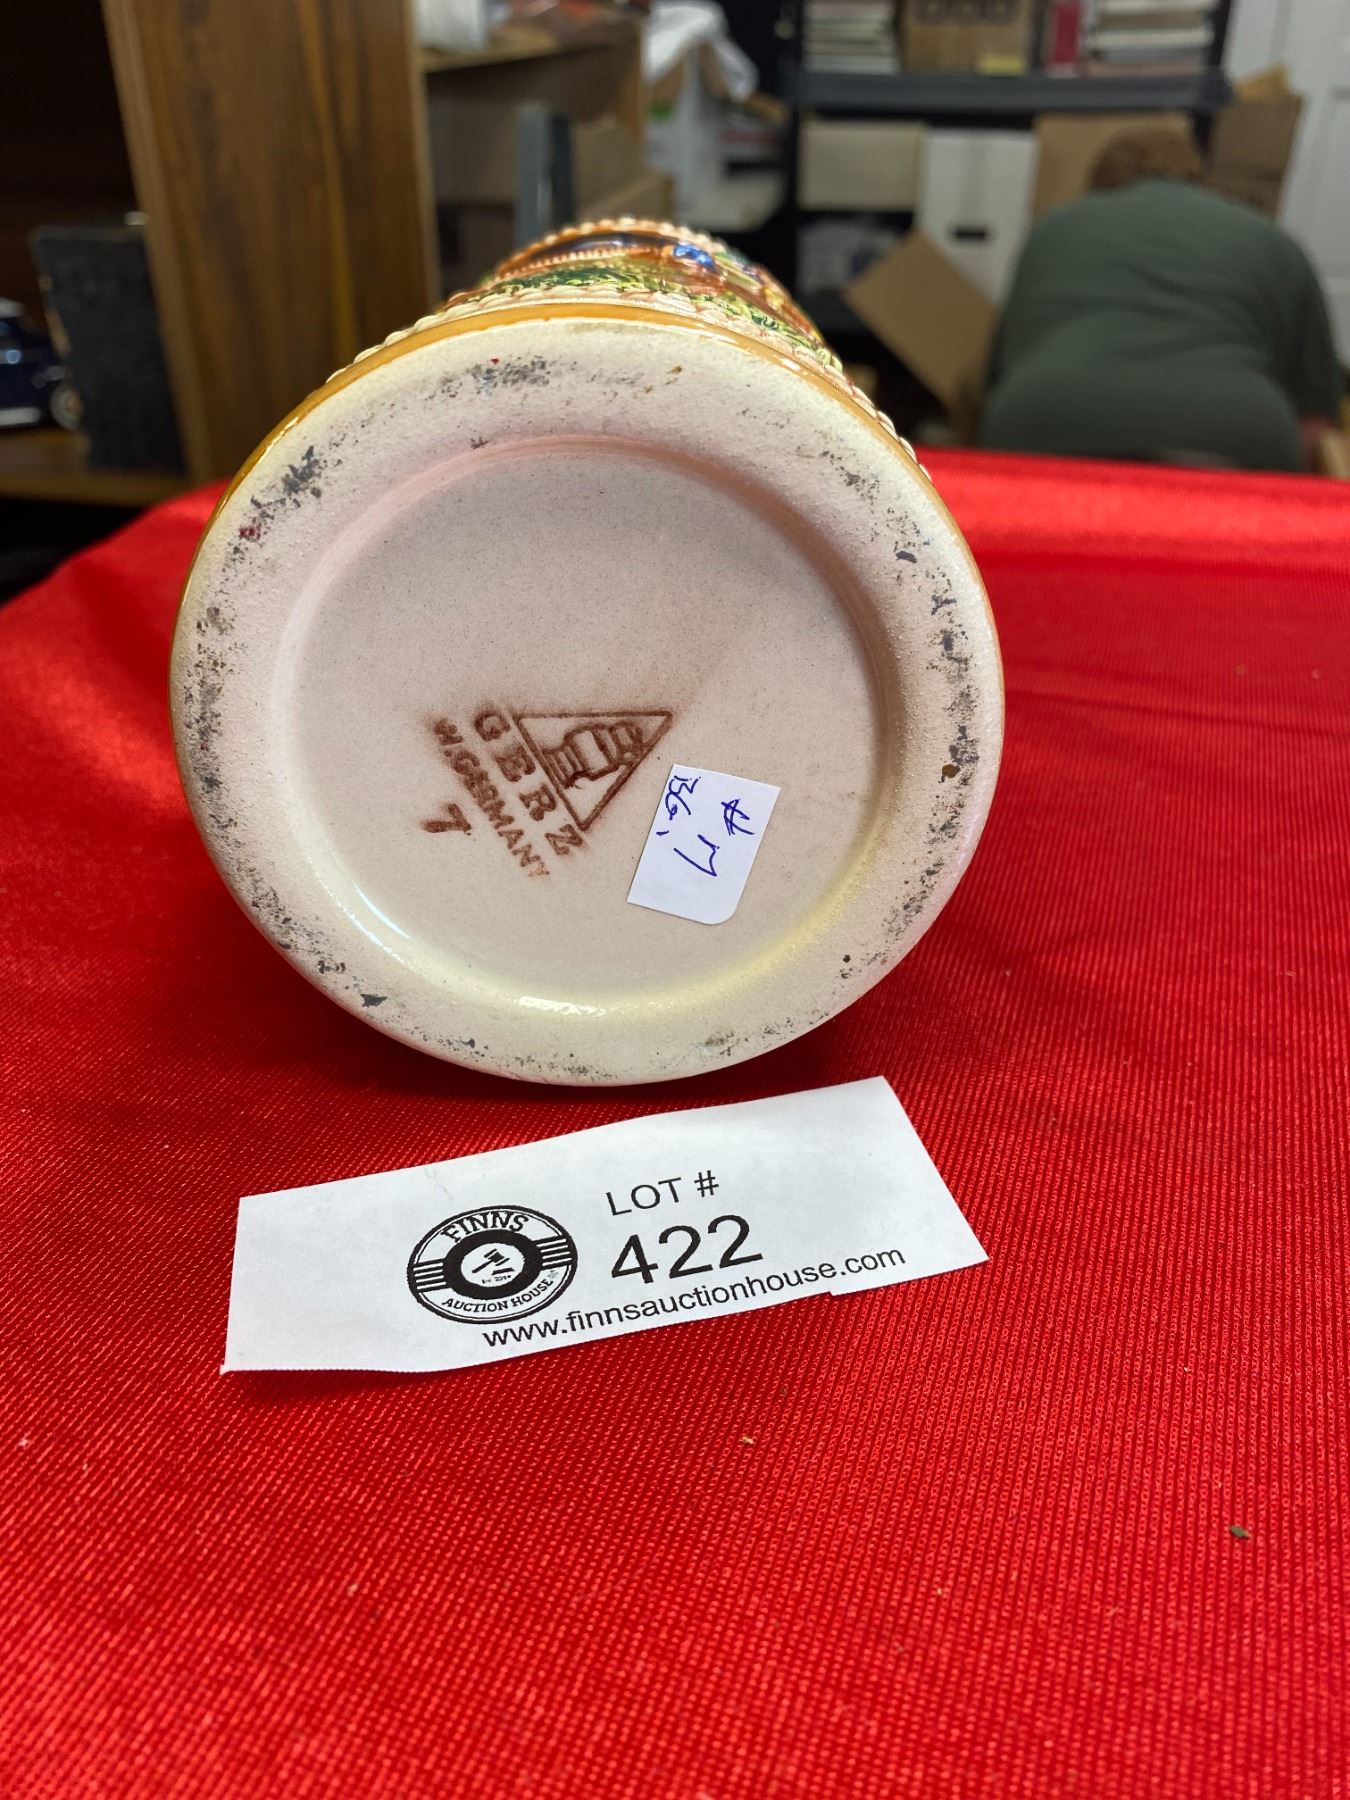 GERZ
W.GERMANY
7
# 17
LOT #
422
FINNS
AUCTION HOUSE
www.finnsauctionhouse.com